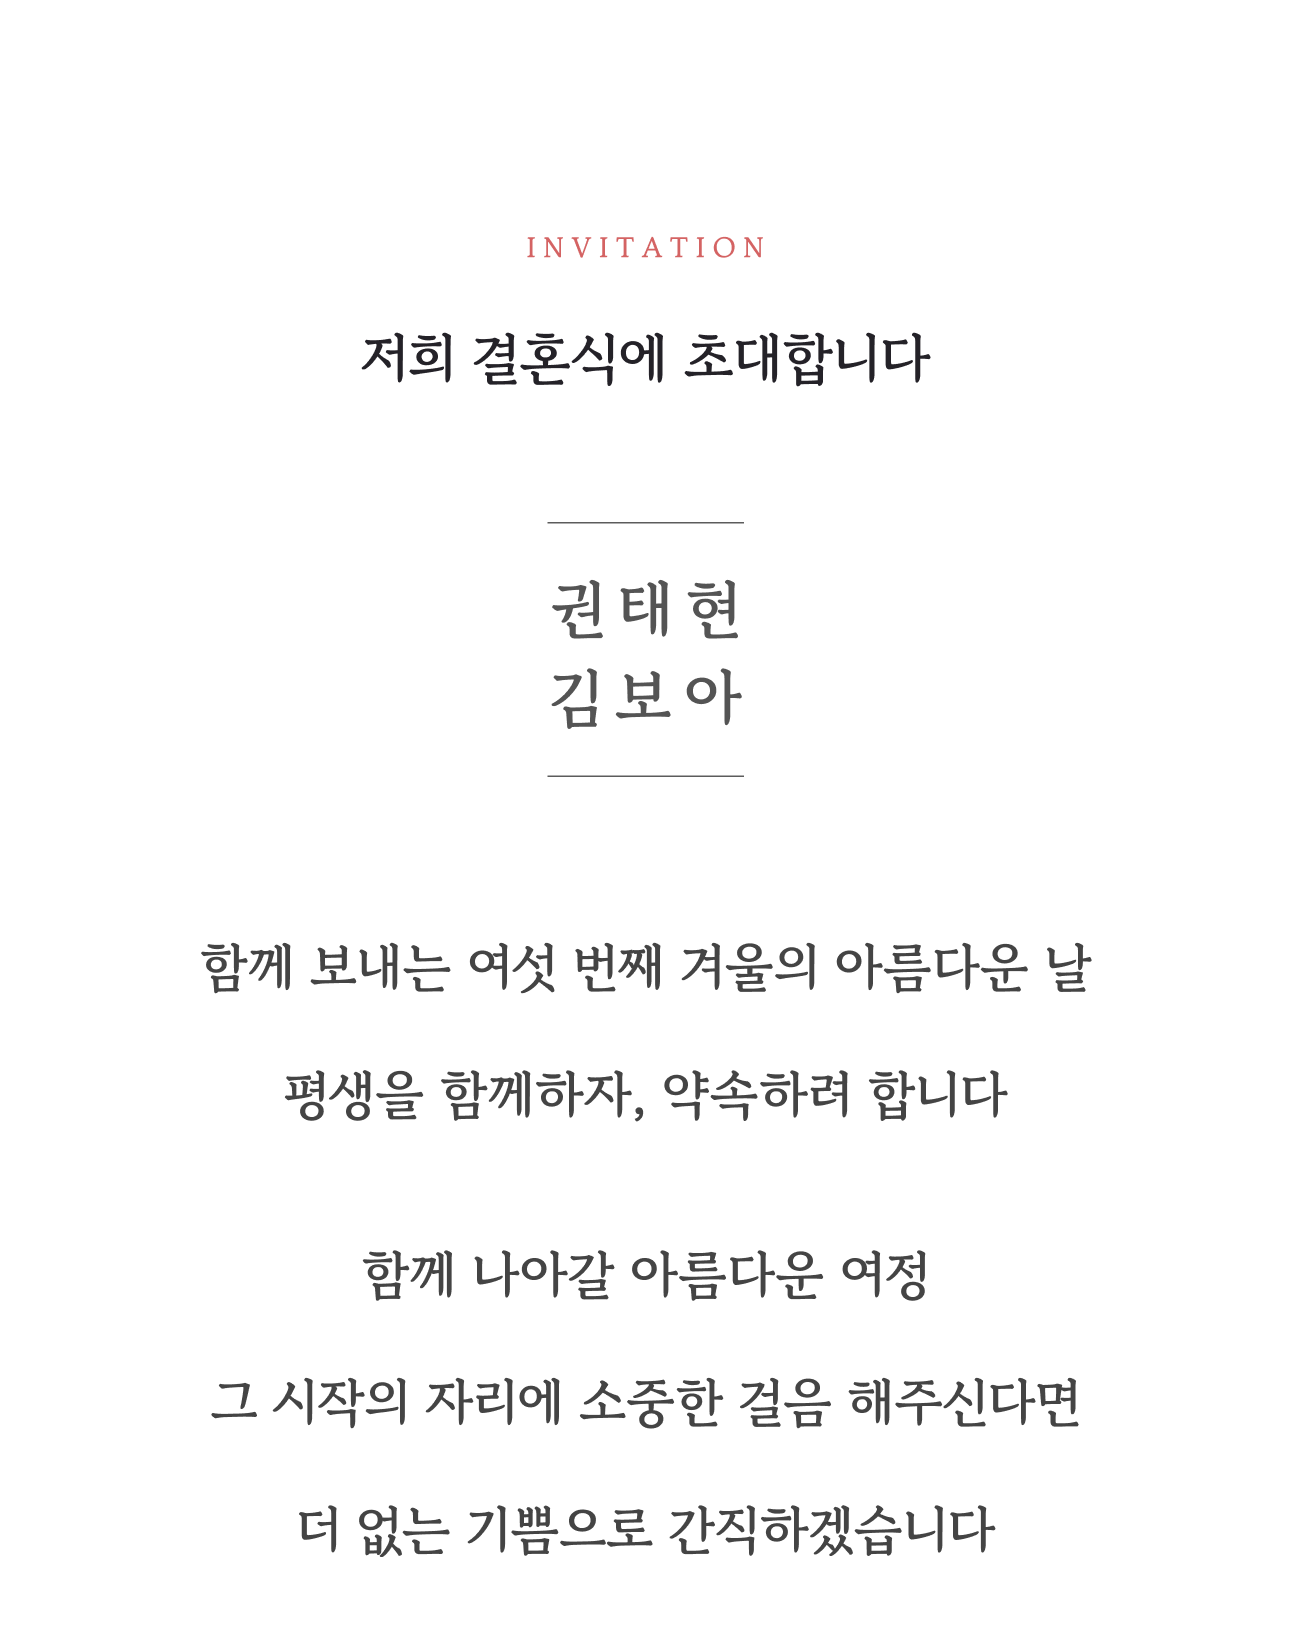 INVITATION
저희 결혼식에 초대합니다
권태현
김보아
함께 보내는 여섯 번째 겨울의 아름다운 날
평생을 함께하자, 약속하려 합니다
함께 나아갈 아름다운 여정
그 시작의 자리에 소중한 걸음 해주신다면
더 없는 기쁨으로 간직하겠습니다